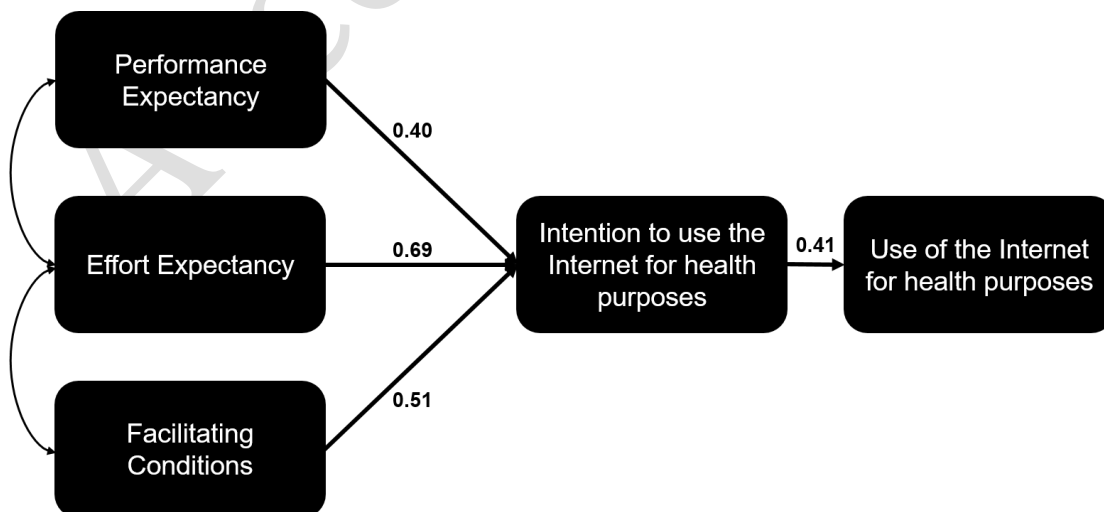 Performance
Expectancy
0.40
Effort Expectancy
0.69
Intention to use the
Internet for health
purposes
0.41
Use of the Internet
for health purposes
0.51
Facilitating
Conditions